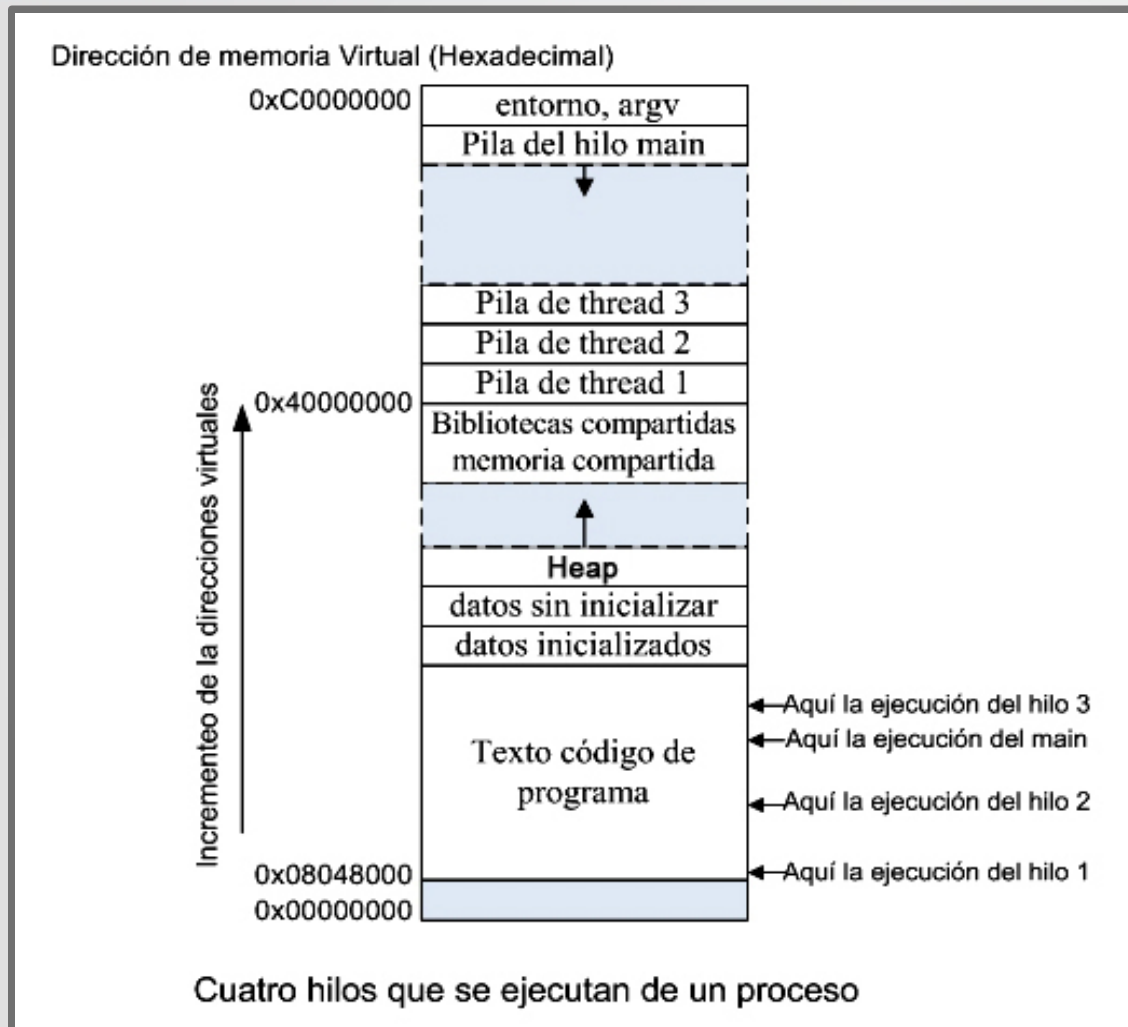 Dirección de memoria Virtual (Hexadecimal)
0xC0000000
entorno, argv
Pila del hilo main
Pila de thread 3
Pila de thread 2
Pila de thread 1
0x40000000
Bibliotecas compartidas
memoria compartida
Heap
datos sin inicializar
datos inicializados
Incrementeo de la direcciones virtuales
Texto código de
programa
Aquí la ejecución del hilo 3
Aquí la ejecución del main
Aquí la ejecución del hilo 2
Aquí la ejecución del hilo 1
0x08048000
0x00000000
Cuatro hilos que se ejecutan de un proceso